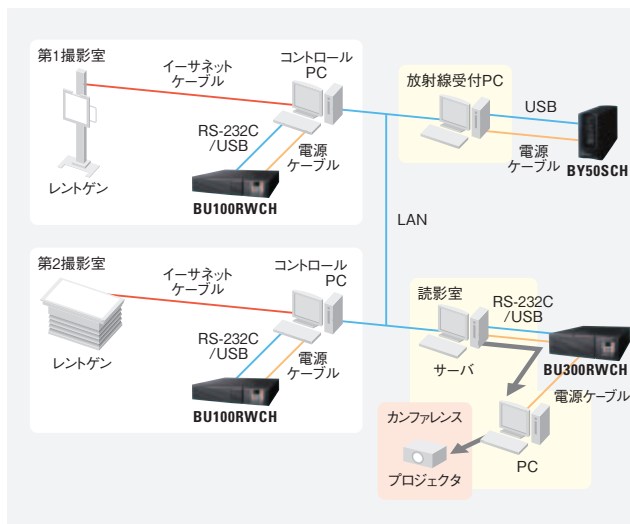 第1撮影室
イーサネット
ケーブル
コントロール
PC
RS-232C
/USB
電源
ケーブル
レントゲン
BU100RWCH
放射線受付PC
USB
電源
ケーブル
BY50SCH
LAN
第2撮影室
イーサネット
ケーブル
コントロール
PC
RS-232C
/USB
電源
ケーブル
レントゲン
BU100RWCH
読影室
RS-232C
/USB
サーバ
BU300RWCH
電源ケーブル
カンファレンス
プロジェクタ
PC